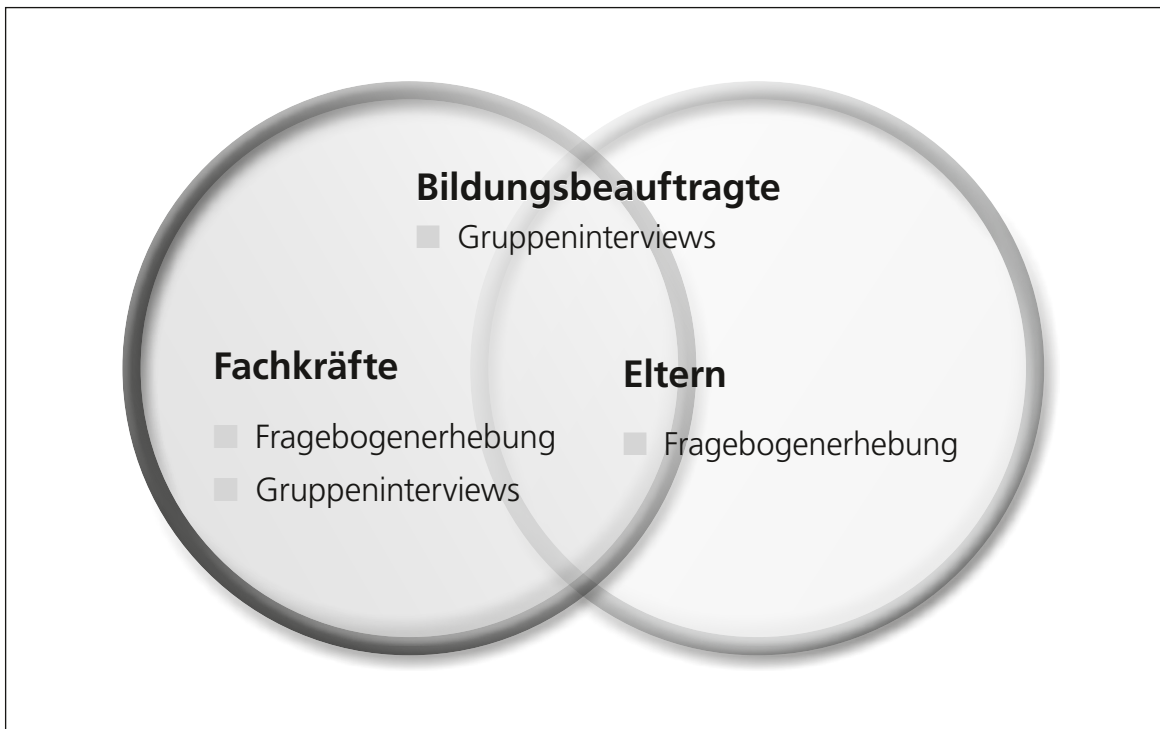 Bildungsbeauftragte
Gruppeninterviews
Fachkräfte
Fragebogenerhebung
Gruppeninterviews
Eltern
Fragebogenerhebung